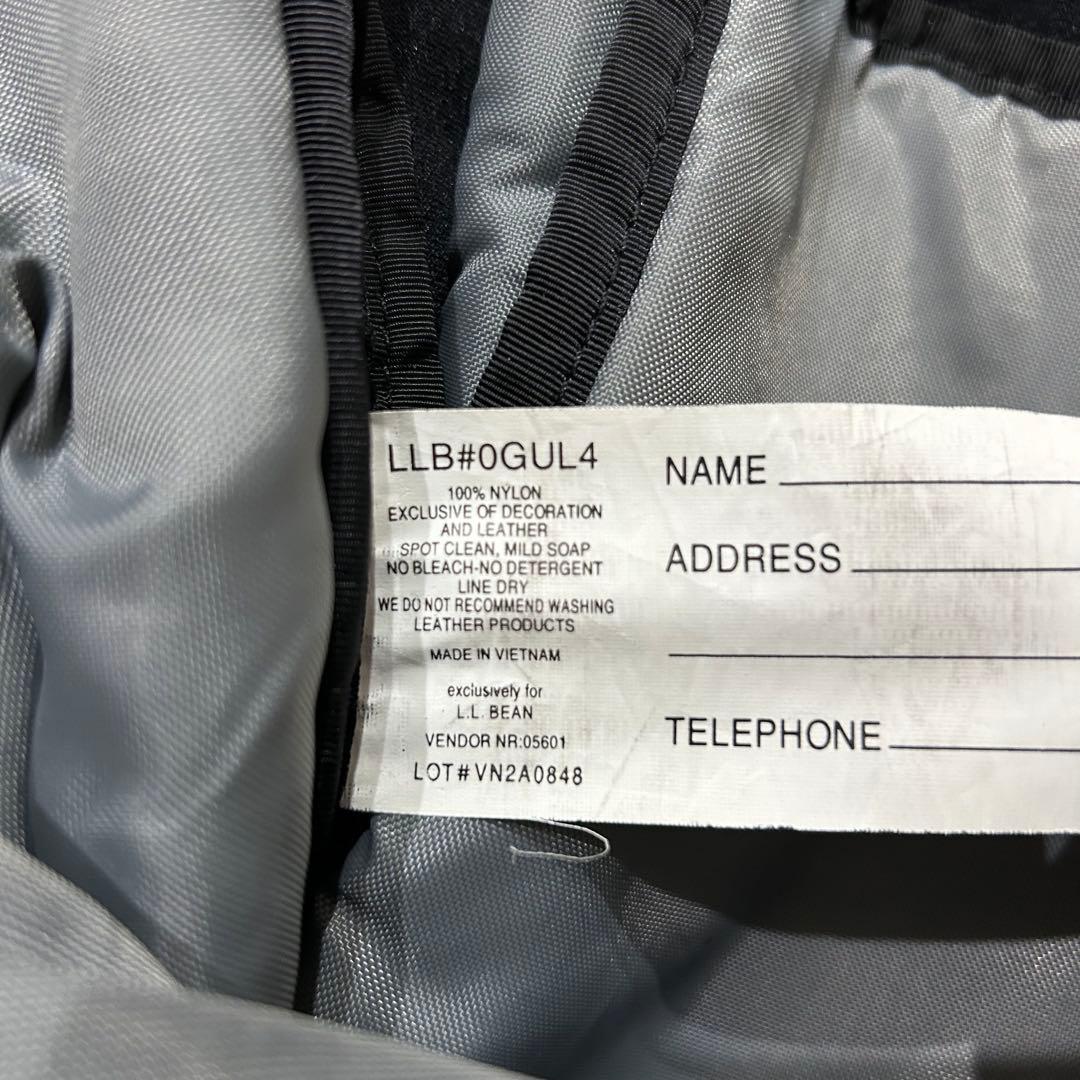 LLB#0GUL4
100% NYLON
EXCLUSIVE OF DECORATION
AND LEATHER
SPOT CLEAN, MILD SOAP
NO BLEACH-NO DETERGENT
LINE DRY
WE DO NOT RECOMMEND WASHING
LEATHER PRODUCTS
MADE IN VIETNAM
exclusively for
L.L. BEAN
VENDOR NR:05601
LOT#VN2A0848
NAME
ADDRESS
TELEPHONE